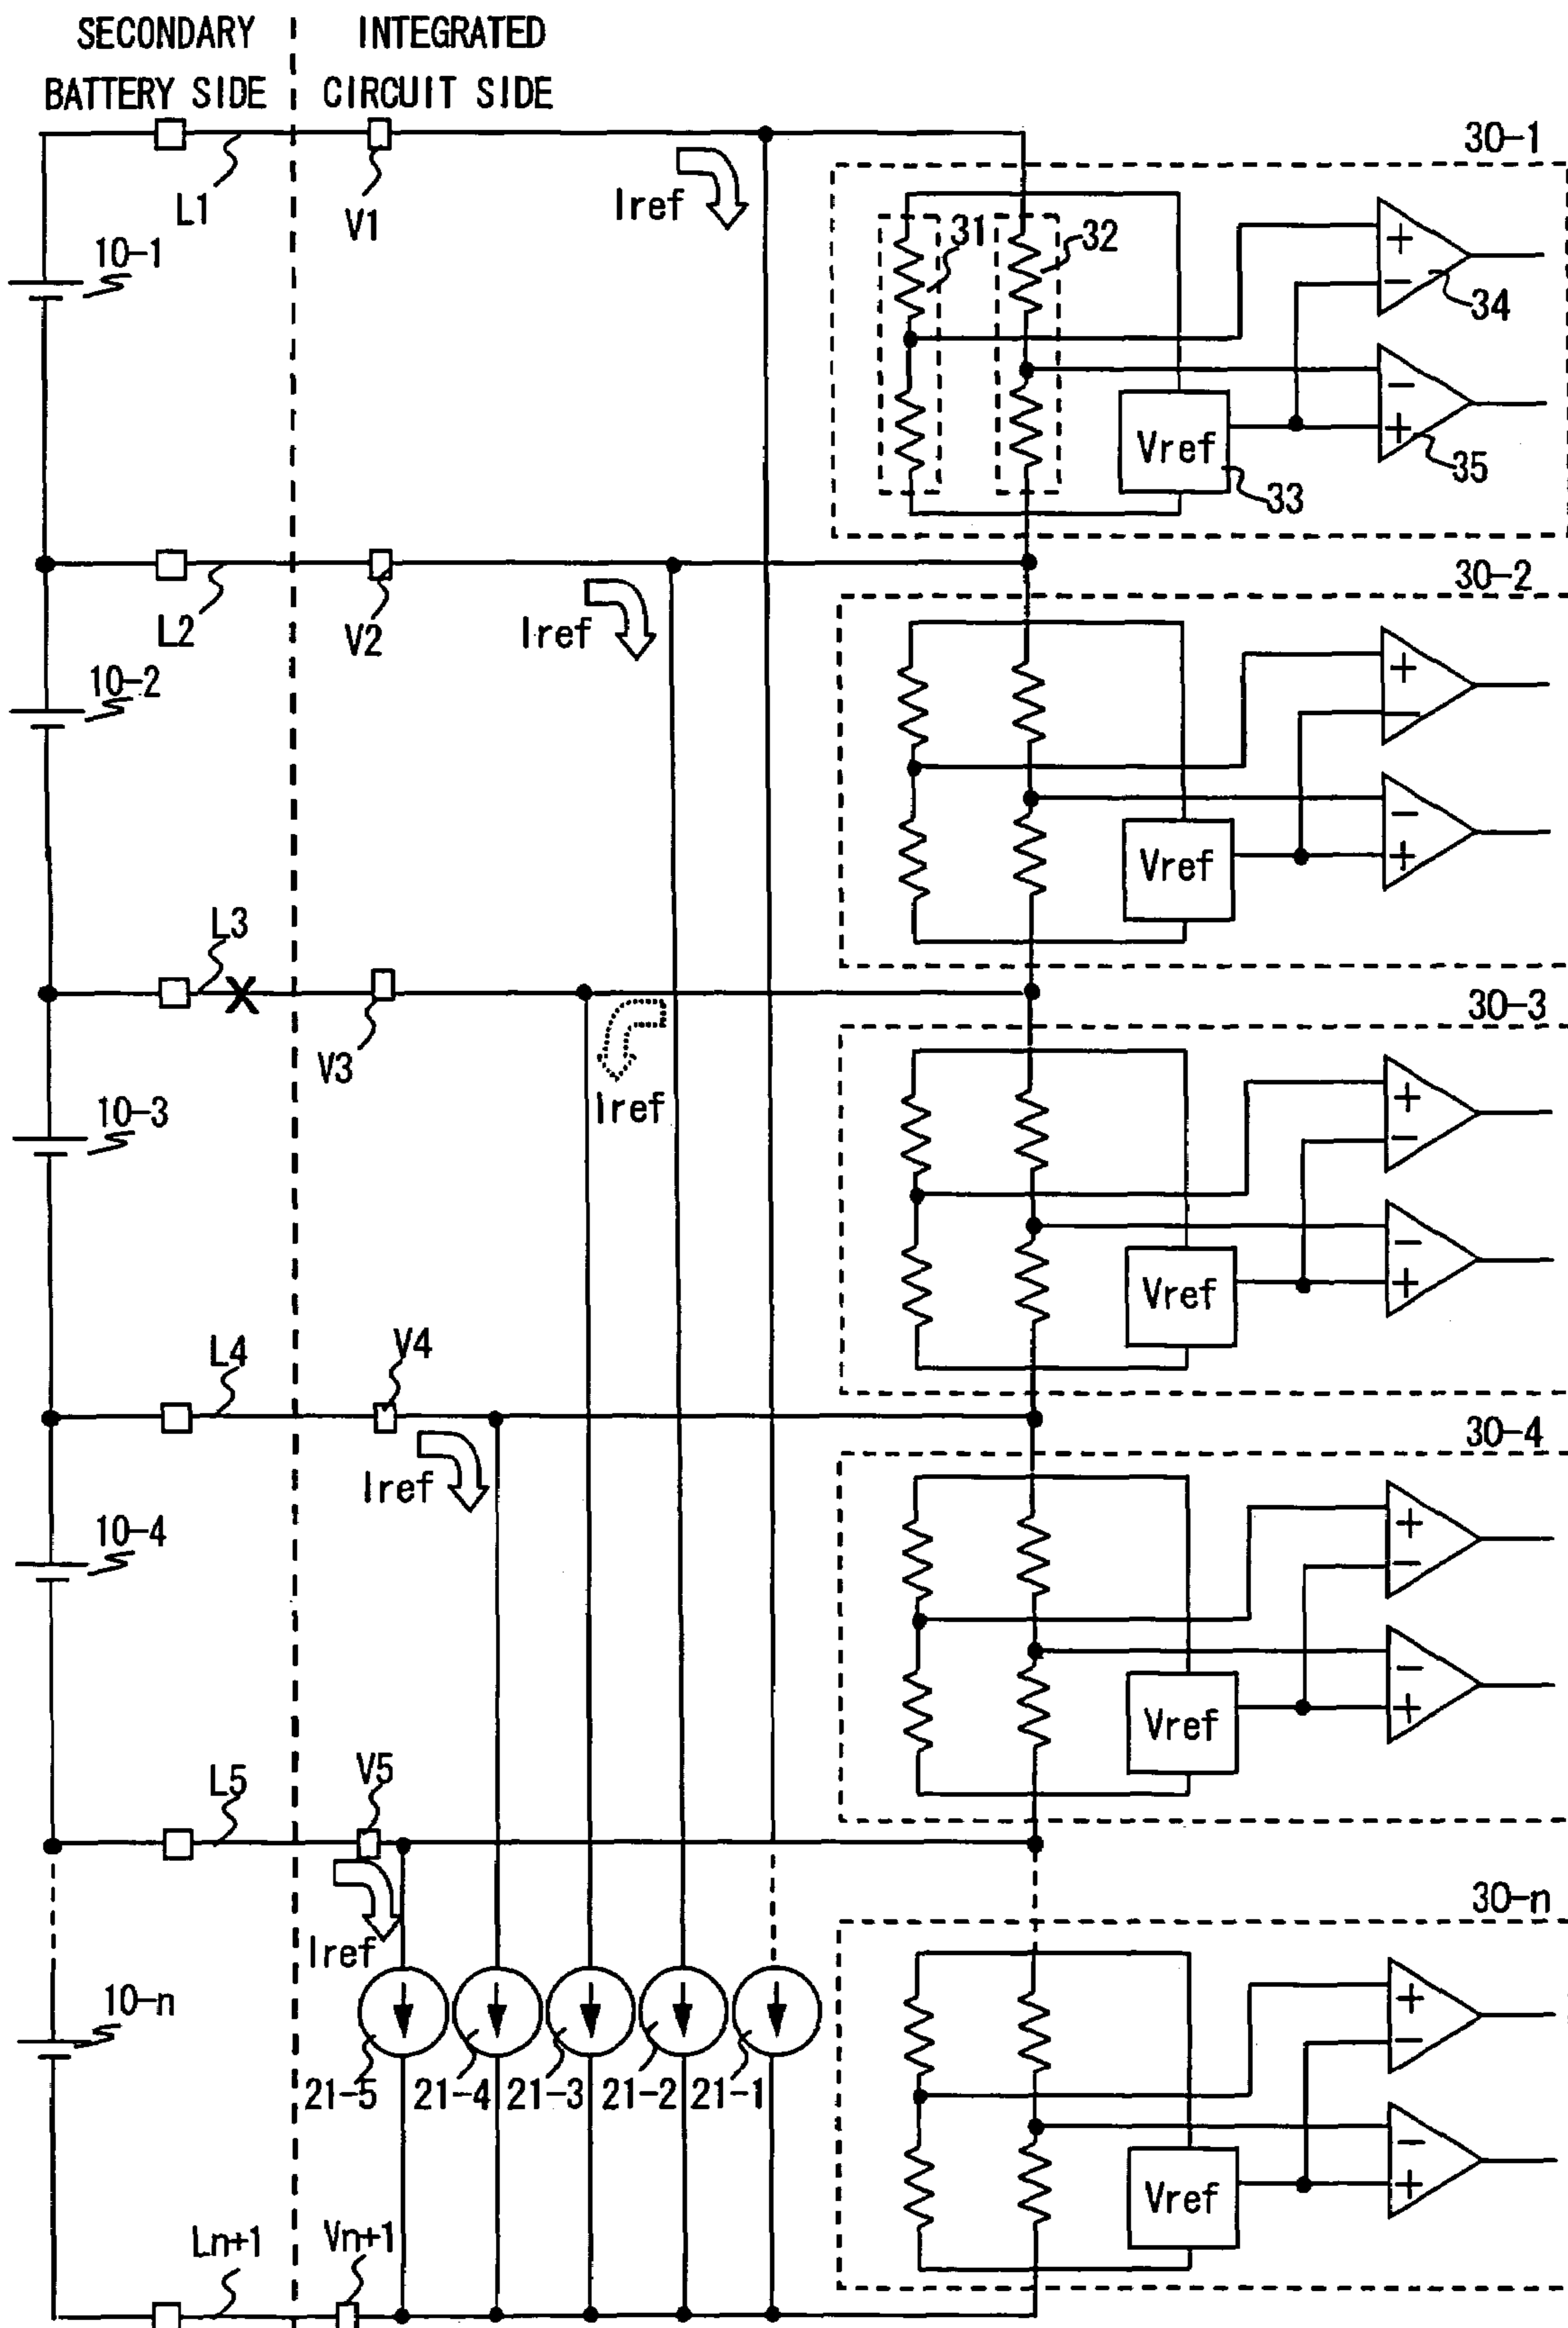 SECONDARY
BATTERY SIDE
INTEGRATED
CIRCUIT SIDE
30-1
L1
V1
Iref
31
32
+
−
34
10-1
Vref
−
+
35
33
30-2
L2
V2
Iref
10-2
+
−
−
+
Vref
L3
X
V3
Iref
30-3
10-3
+
−
−
+
Vref
L4
V4
Iref
30-4
10-4
+
−
−
+
Vref
L5
V5
Iref
30-n
10-n
+
−
−
+
Vref
21-5
21-4
21-3
21-2
21-1
Ln+1
Vn+1